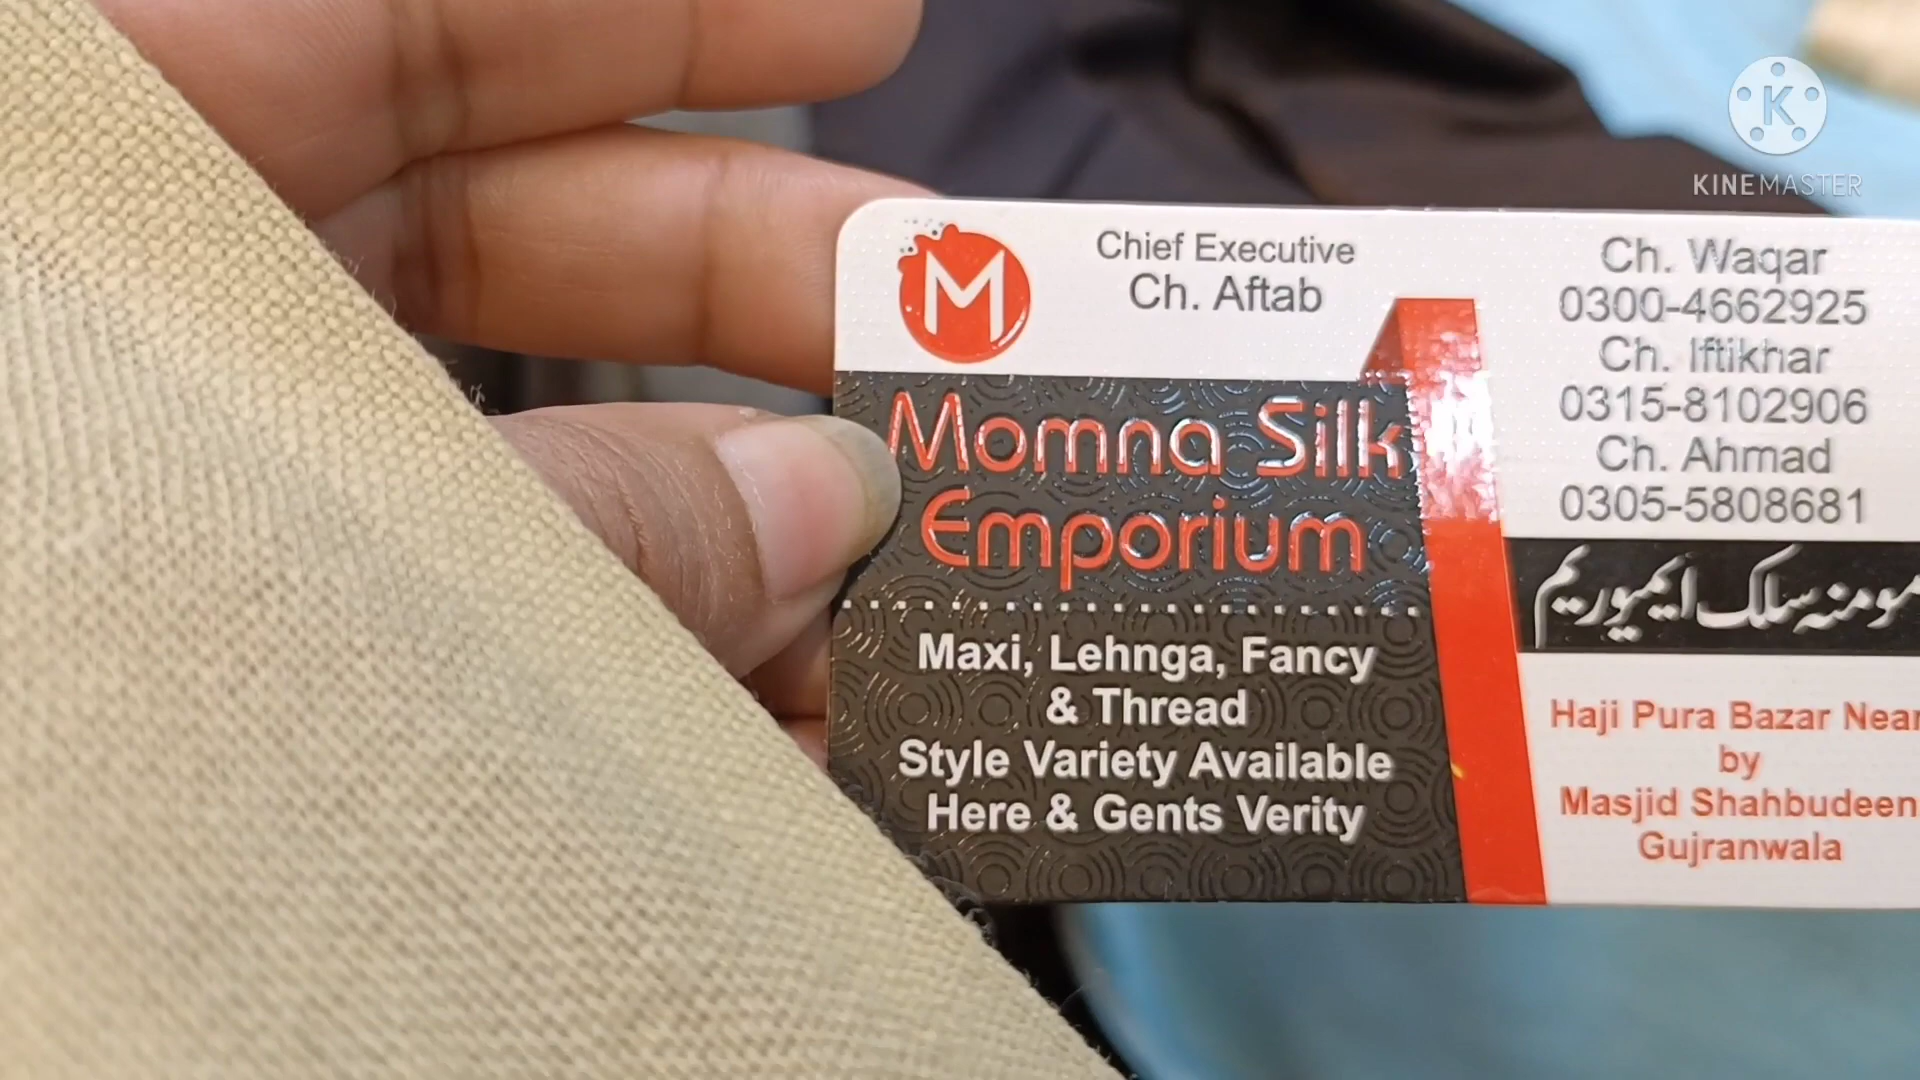 KINEMASTER
M
Chief Executive
Ch. Aftab
Momna Silk
Emporium
Maxi, Lehnga, Fancy
& Thread
Style Variety Available
Here & Gents Verity
Ch. Waqar
0300-4662925
Ch. Iftikhar
0315-8102906
Ch. Ahmad
0305-5808681
مومنہ سلک ایمپوریم
Haji Pura Bazar Near
by
Masjid Shahbudeen
Gujranwala